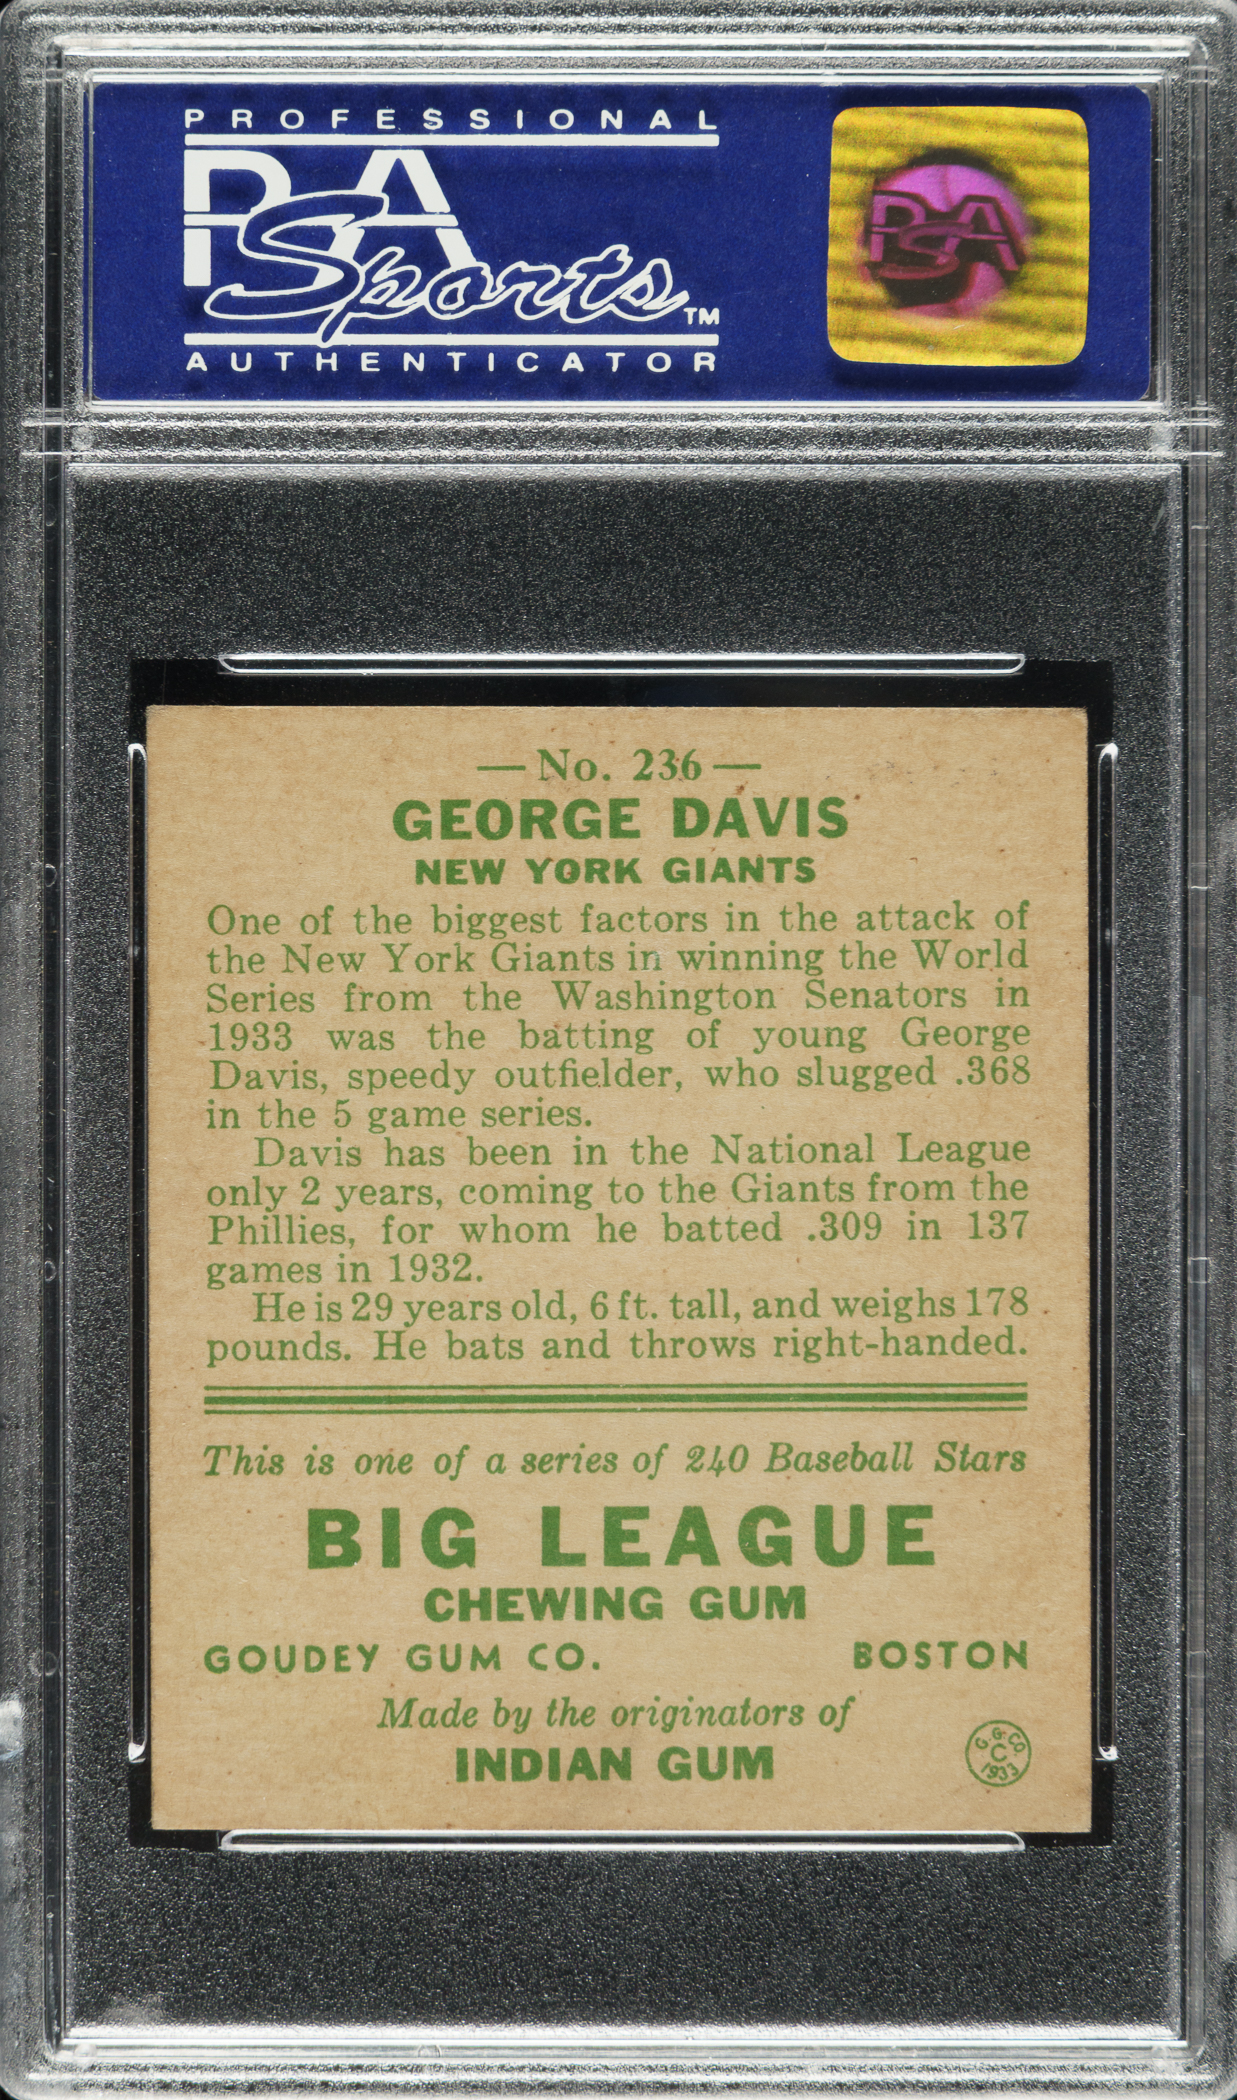 PROFESSIONAL
PSA
Sports™
AUTHENTICATOR
PSA
— No. 236 —
GEORGE DAVIS
NEW YORK GIANTS
One of the biggest factors in the attack of
the New York Giants in winning the World
Series from the Washington Senators in
1933 was the batting of young George
Davis, speedy outfielder, who slugged .368
in the 5 game series.
Davis has been in the National League
only 2 years, coming to the Giants from the
Phillies, for whom he batted .309 in 137
games in 1932.
He is 29 years old, 6 ft. tall, and weighs 178
pounds. He bats and throws right-handed.
This is one of a series of 240 Baseball Stars
BIG LEAGUE
CHEWING GUM
GOUDEY GUM CO. BOSTON
Made by the originators of
INDIAN GUM
G.G.CO.
C
1933